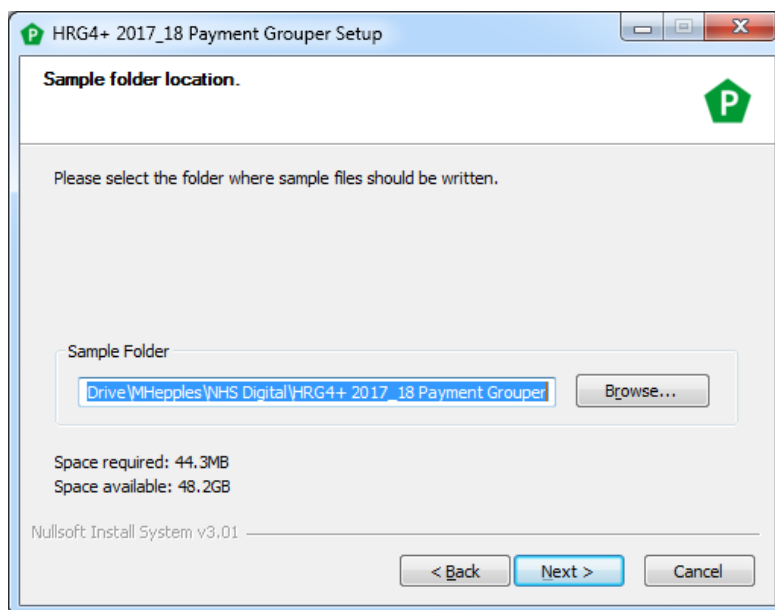 P HRG4+ 2017_18 Payment Grouper Setup
Sample folder location.
P
Please select the folder where sample files should be written.
Sample Folder
Drive\MHepples\NHS Digital\HRG4+ 2017_18 Payment Grouper
Browse...
Space required: 44.3MB
Space available: 48.2GB
Nullsoft Install System v3.01
< Back Next > Cancel